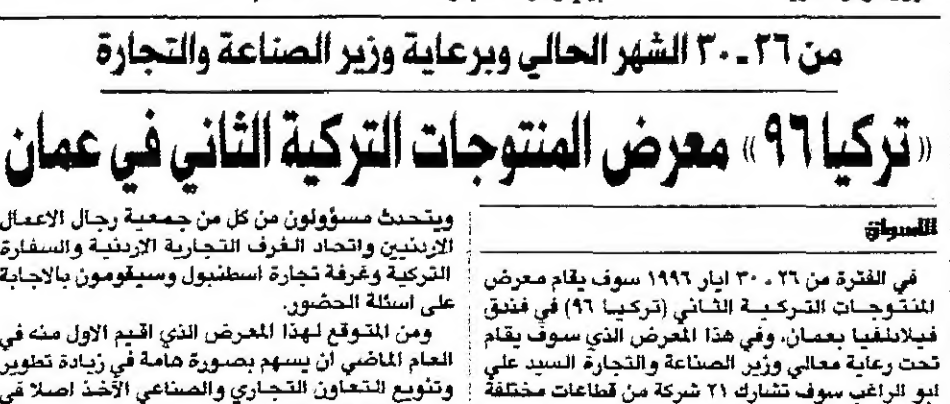 من ٢٦ - ٣٠ الشهر الحالي وبرعاية وزير الصناعة والتجارة
«تركيا ٩٦» معرض المنتوجات التركية الثاني في عمان
الاسواق
في الفترة من ٢٦ - ٣٠ ايار ١٩٩٦ سوف يقام معرض
المنتوجات التركية الثاني (تركيا ٩٦) في فندق
فيلادلفيا بعمان، وفي هذا المعرض الذي سوف يقام
تحت رعاية معالي وزير الصناعة والتجارة السيد علي
ابو الراغب سوف تشارك ٢١ شركة من قطاعات مختلفة
ويتحدث مسؤولون من كل من جمعية رجال الاعمال
الاردنيين واتحاد الغرف التجارية الاردنية والسفارة
التركية وغرفة تجارة اسطنبول وسيقومون بالاجابة
على اسئلة الحضور.
ومن المتوقع لهذا المعرض الذي اقيم الاول منه في
العام الماضي ان يسهم بصورة هامة في زيادة تطوير
وتنويع التعاون التجاري والصناعي الآخذ اصلا في